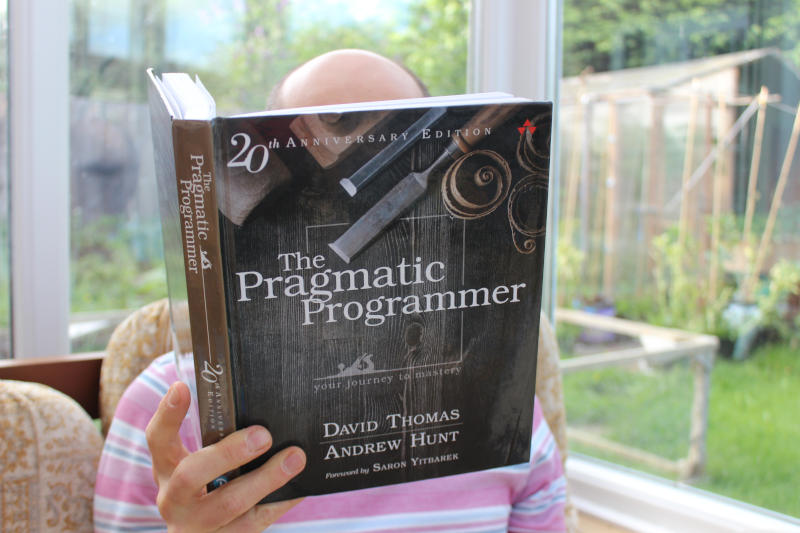 20th ANNIVERSARY EDITION
The
Pragmatic
Programmer
your journey to mastery
DAVID THOMAS
ANDREW HUNT
Foreword by SARON YITBAREK
The
Pragmatic
Programmer
20th ANNIVERSARY
EDITION